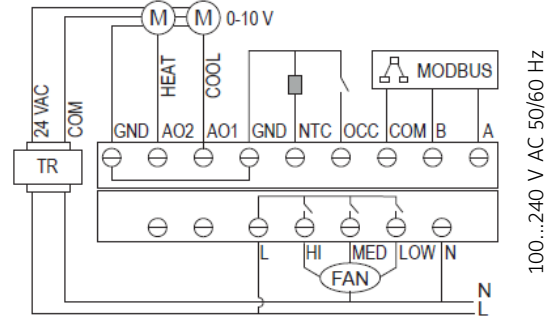 M M 0-10 V
24 VAC
COM
HEAT
COOL
MODBUS
GND AO2 AO1 GND NTC OCC COM B A
TR
L HI MED LOW N
FAN
N
L
100...240 V AC 50/60 Hz